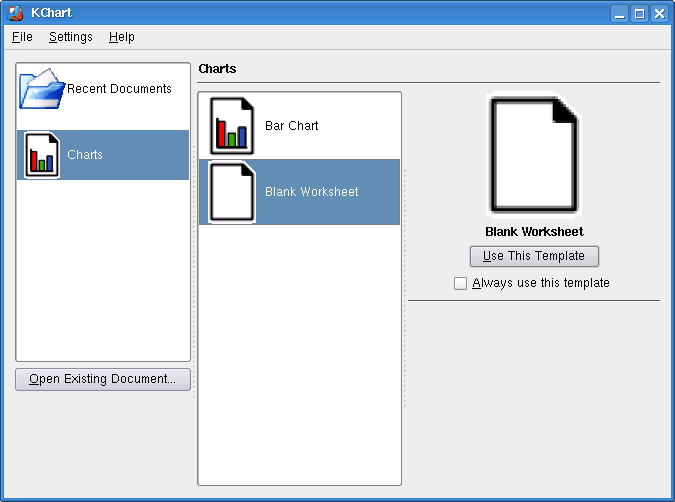 KChart
File Settings Help
Recent Documents
Charts
Open Existing Document...
Charts
Bar Chart
Blank Worksheet
Blank Worksheet
Use This Template
Always use this template